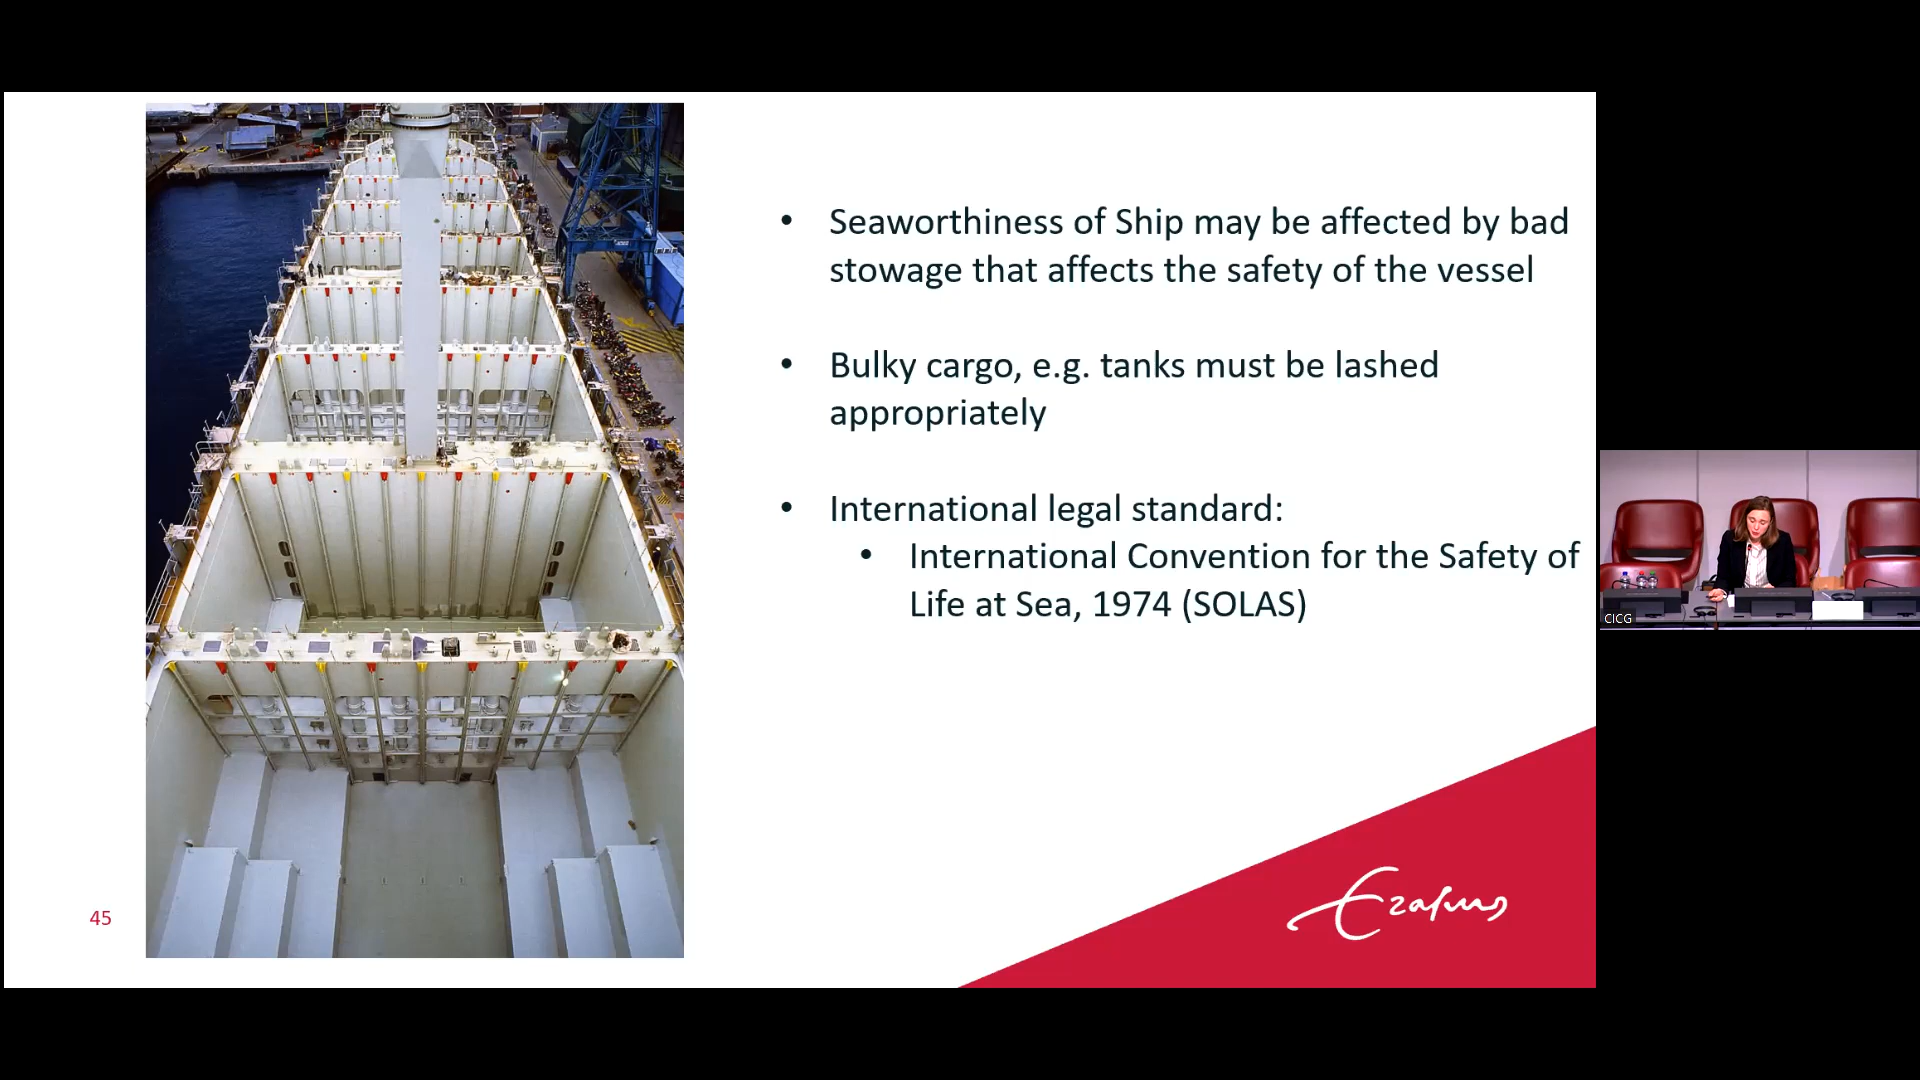 • Seaworthiness of Ship may be affected by bad
stowage that affects the safety of the vessel
• Bulky cargo, e.g. tanks must be lashed
appropriately
• International legal standard:
• International Convention for the Safety of
Life at Sea, 1974 (SOLAS)
CICG
45
Erasmus